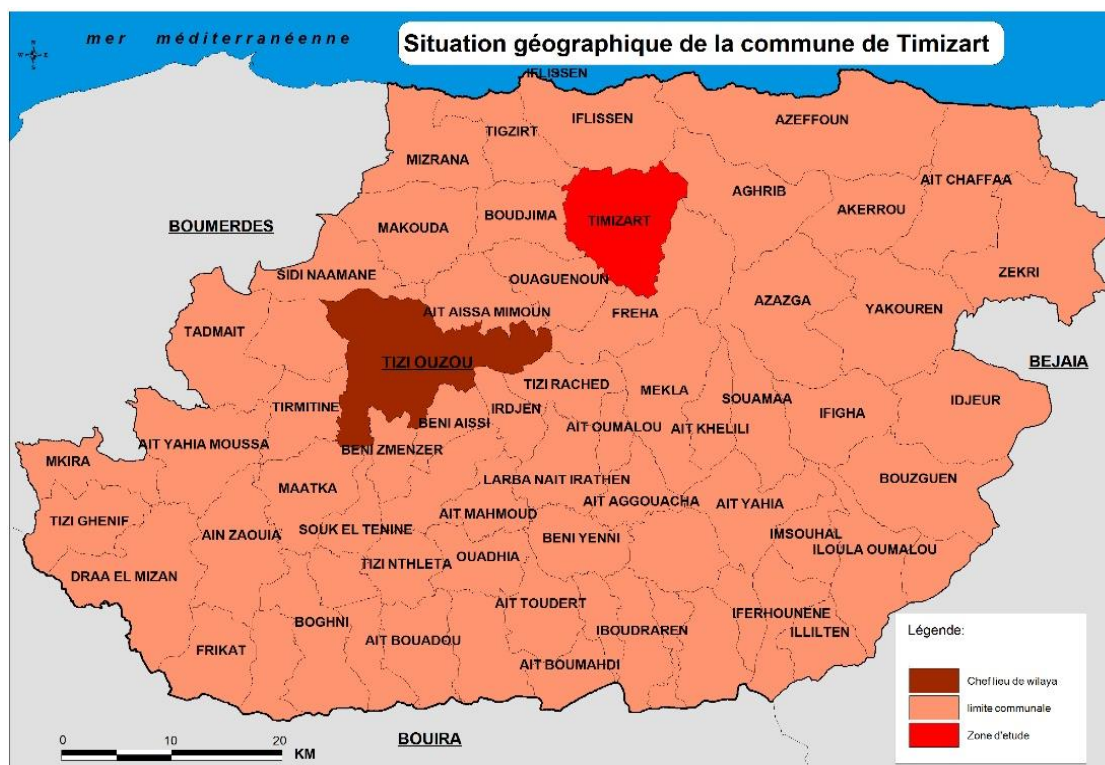 mer méditerranéenne
Situation géographique de la commune de Timizart
IFLISSEN
IFLISSEN
AZEFFOUN
TIGZIRT
MIZRANA
AIT CHAFFAA
AGHRIB
AKERROU
BOUDJIMA
TIMIZART
MAKOUDA
BOUMERDES
ZEKRI
SIDI NAAMANE
OUAGUENOUN
AZAZGA
YAKOUREN
AIT AISSA MIMOUN
FREHA
TADMAIT
TIZI OUZOU
BEJAIA
TIZI RACHED
MEKLA
SOUAMAA
IDJEUR
TIRMITINE
IRDJEN
IFIGHA
BENI AISSI
AIT OUMALOU
AIT KHELILI
AIT YAHIA MOUSSA
BENI ZMENZER
MKIRA
MAATKA
LARBA NAIT IRATHEN
BOUZGUEN
AIT AGGOUACHA
AIT YAHIA
TIZI GHENIF
AIN ZAOUIA
SOUK EL TENINE
AIT MAHMOUD
BENI YENNI
IMSOUHAL
ILOULA OUMALOU
TIZI NTHLETA
OUADHIA
DRAA EL MIZAN
AIT TOUDERT
IFERHOUNENE
BOGHNI
AIT BOUADOU
IBOUDRAREN
ILLILTEN
FRIKAT
AIT BOUMAHDI
BOUIRA
0 10 20
KM
Légende:
Chef lieu de wilaya
limite communale
Zone d'etude